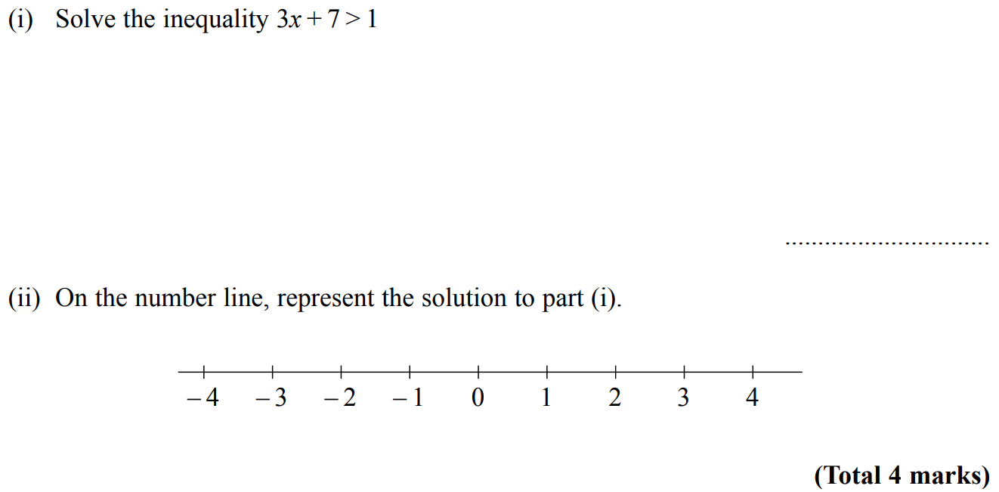 (i) Solve the inequality 3x + 7 > 1
..............................
(ii) On the number line, represent the solution to part (i).
–4 –3 –2 –1 0 1 2 3 4
(Total 4 marks)